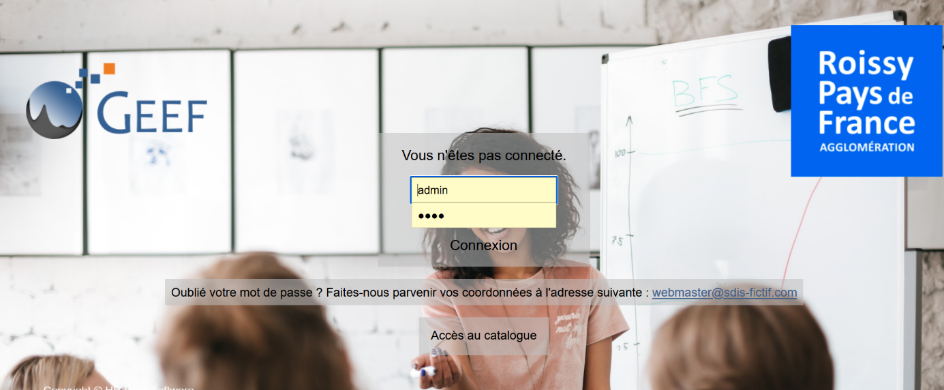 GEEF
Roissy
Pays de
France
AGGLOMÉRATION
BFS
100
Vous n'êtes pas connecté.
admin
••••
75
Connexion
Oublié votre mot de passe ? Faites-nous parvenir vos coordonnées à l'adresse suivante : webmaster@sdis-fictif.com
Accès au catalogue
Copyright ©